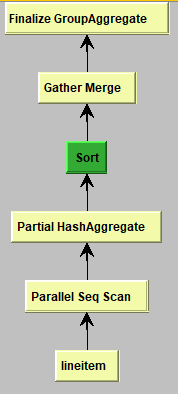 Finalize GroupAggregate
Gather Merge
Sort
Partial HashAggregate
Parallel Seq Scan
lineitem